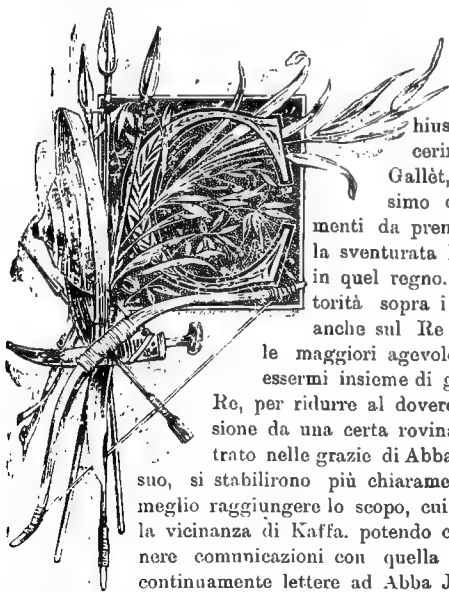 Chius
cerin
Gallèt,
simo c
menti da pren
la sventurata
in quel regno.
torità sopra i
anche sul Re
le maggiori agevole
essermi insieme di g
Re, per ridurre al dovere
sione da una certa rovina
trato nelle grazie di Abba
suo, si stabilirono più chiarame
meglio raggiungere lo scopo, cui
la vicinanza di Kaffa. potendo c
nere comunicazioni con quella
continuamente lettere ad Abba J